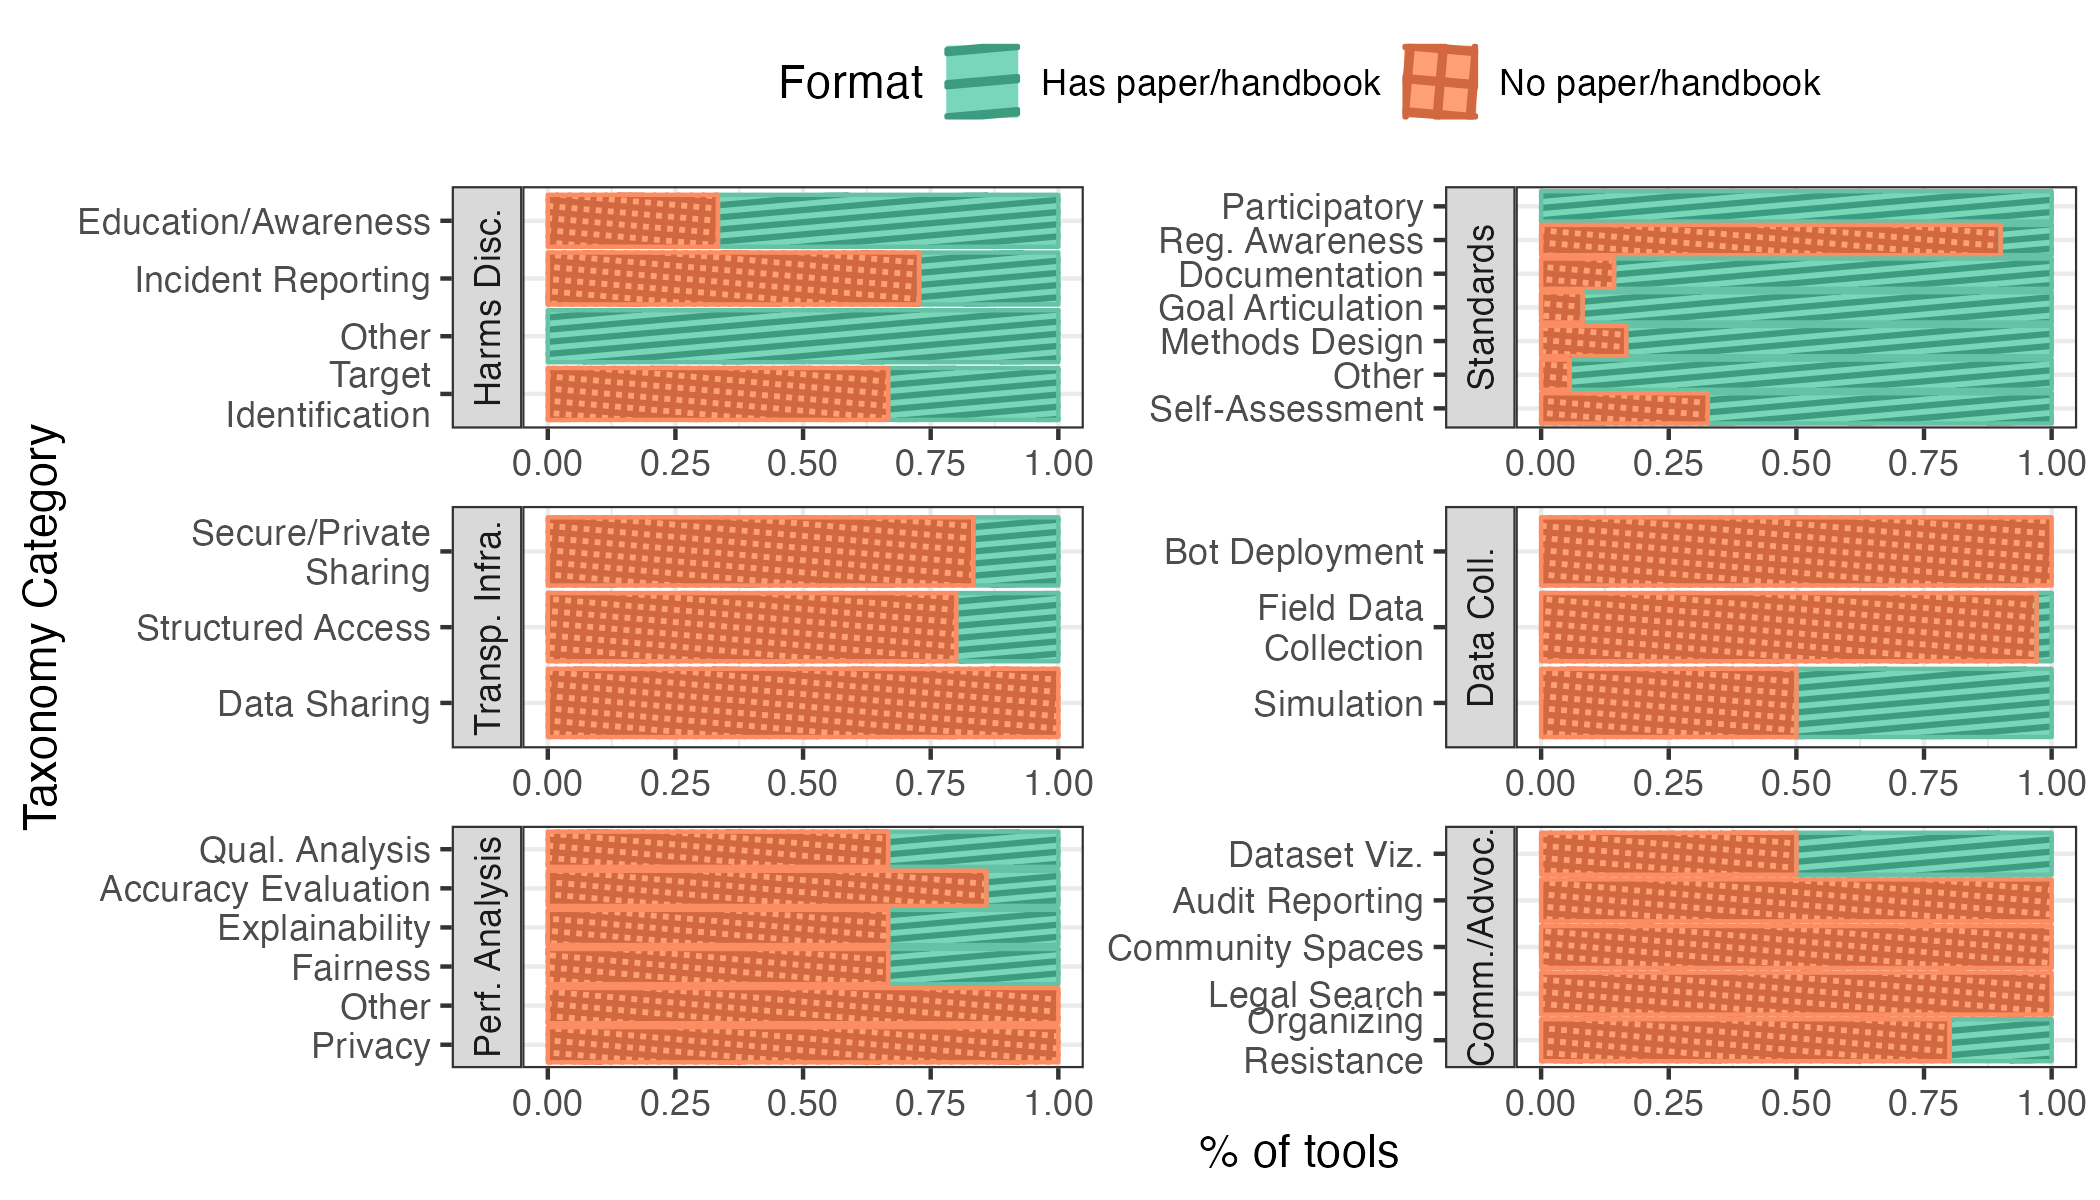 Format Has paper/handbook No paper/handbook
Taxonomy Category
Education/Awareness
Incident Reporting
Other
Target
Identification
Harms Disc.
0.00 0.25 0.50 0.75 1.00
Participatory
Reg. Awareness
Documentation
Goal Articulation
Methods Design
Other
Self-Assessment
Standards
0.00 0.25 0.50 0.75 1.00
Secure/Private
Sharing
Structured Access
Data Sharing
Transp. Infra.
0.00 0.25 0.50 0.75 1.00
Bot Deployment
Field Data
Collection
Simulation
Data Coll.
0.00 0.25 0.50 0.75 1.00
Qual. Analysis
Accuracy Evaluation
Explainability
Fairness
Other
Privacy
Perf. Analysis
0.00 0.25 0.50 0.75 1.00
Dataset Viz.
Audit Reporting
Community Spaces
Legal Search
Organizing
Resistance
Comm./Advoc.
0.00 0.25 0.50 0.75 1.00
% of tools